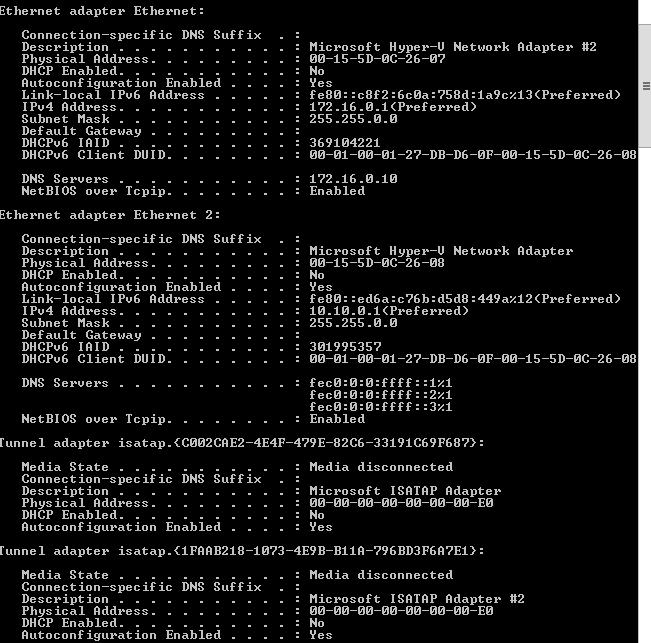 Ethernet adapter Ethernet:
Connection-specific DNS Suffix  . :
Description . . . . . . . . . . . : Microsoft Hyper-V Network Adapter #2
Physical Address. . . . . . . . . : 00-15-5D-0C-26-07
DHCP Enabled. . . . . . . . . . . : No
Autoconfiguration Enabled . . . . : Yes
Link-local IPv6 Address . . . . . : fe80::c8f2:6c0a:758d:1a9c%13(Preferred)
IPv4 Address. . . . . . . . . . . : 172.16.0.1(Preferred)
Subnet Mask . . . . . . . . . . . : 255.255.0.0
Default Gateway . . . . . . . . . :
DHCPv6 IAID . . . . . . . . . . . : 369104221
DHCPv6 Client DUID. . . . . . . . : 00-01-00-01-27-DB-D6-0F-00-15-5D-0C-26-08
DNS Servers . . . . . . . . . . . : 172.16.0.10
NetBIOS over Tcpip. . . . . . . . : Enabled
Ethernet adapter Ethernet 2:
Connection-specific DNS Suffix  . :
Description . . . . . . . . . . . : Microsoft Hyper-V Network Adapter
Physical Address. . . . . . . . . : 00-15-5D-0C-26-08
DHCP Enabled. . . . . . . . . . . : No
Autoconfiguration Enabled . . . . : Yes
Link-local IPv6 Address . . . . . : fe80::ed6a:c76b:d5d8:449a%12(Preferred)
IPv4 Address. . . . . . . . . . . : 10.10.0.1(Preferred)
Subnet Mask . . . . . . . . . . . : 255.255.0.0
Default Gateway . . . . . . . . . :
DHCPv6 IAID . . . . . . . . . . . : 301995357
DHCPv6 Client DUID. . . . . . . . : 00-01-00-01-27-DB-D6-0F-00-15-5D-0C-26-08
DNS Servers . . . . . . . . . . . : fec0:0:0:ffff::1%1
fec0:0:0:ffff::2%1
fec0:0:0:ffff::3%1
NetBIOS over Tcpip. . . . . . . . : Enabled
Tunnel adapter isatap.{C002CAE2-4E4F-479E-82C6-33191C69F687}:
Media State . . . . . . . . . . . : Media disconnected
Connection-specific DNS Suffix  . :
Description . . . . . . . . . . . : Microsoft ISATAP Adapter
Physical Address. . . . . . . . . : 00-00-00-00-00-00-00-E0
DHCP Enabled. . . . . . . . . . . : No
Autoconfiguration Enabled . . . . : Yes
Tunnel adapter isatap.{1FAAB218-1073-4E9B-B11A-796BD3F6A7E1}:
Media State . . . . . . . . . . . : Media disconnected
Connection-specific DNS Suffix  . :
Description . . . . . . . . . . . : Microsoft ISATAP Adapter #2
Physical Address. . . . . . . . . : 00-00-00-00-00-00-00-E0
DHCP Enabled. . . . . . . . . . . : No
Autoconfiguration Enabled . . . . : Yes